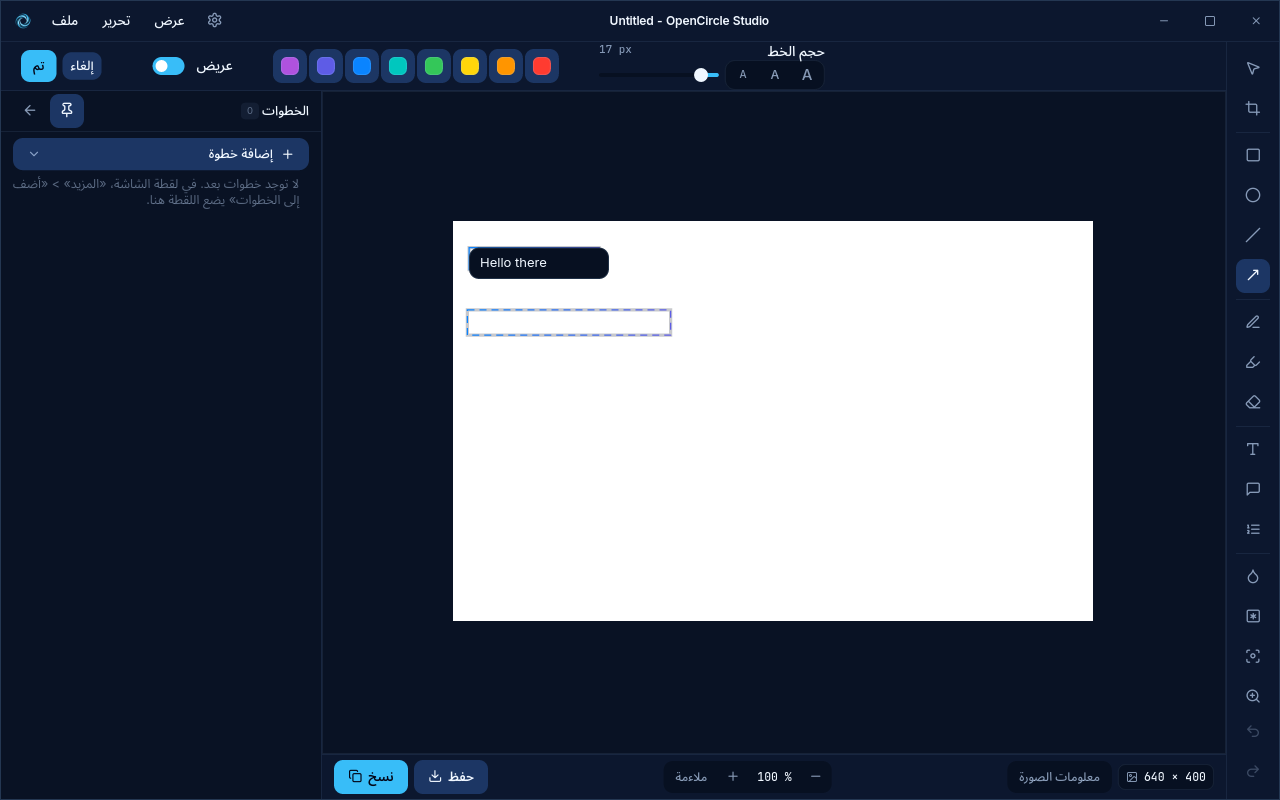 ملف تحرير عرض
Untitled - OpenCircle Studio
تم إلغاء عريض
حجم الخط
17 px
A A A
الخطوات 0
إضافة خطوة
لا توجد خطوات بعد. في لقطة الشاشة، «المزيد» > «أضف
إلى الخطوات» يضع اللقطة هنا.
Hello there
نسخ حفظ
ملاءمة 100 %
معلومات الصورة 640 × 400